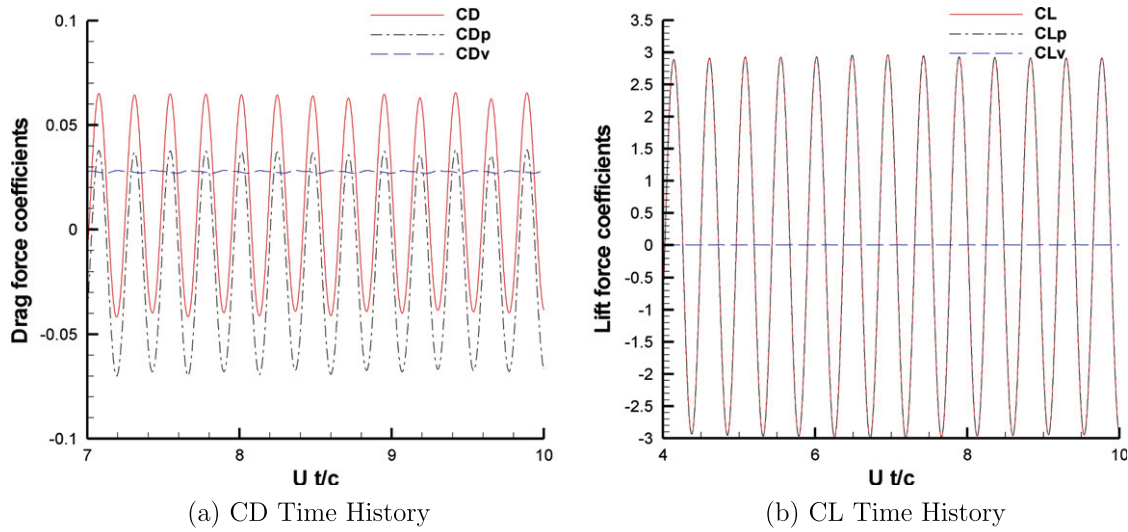 CD
CDp
CDv
0.1
0.05
0
-0.05
-0.1
Drag force coefficients
7
8
9
10
U t/c
(a) CD Time History
CL
CLp
CLv
3.5
3
2.5
2
1.5
1
0.5
0
-0.5
-1
-1.5
-2
-2.5
-3
Lift force coefficients
4
6
8
10
U t/c
(b) CL Time History